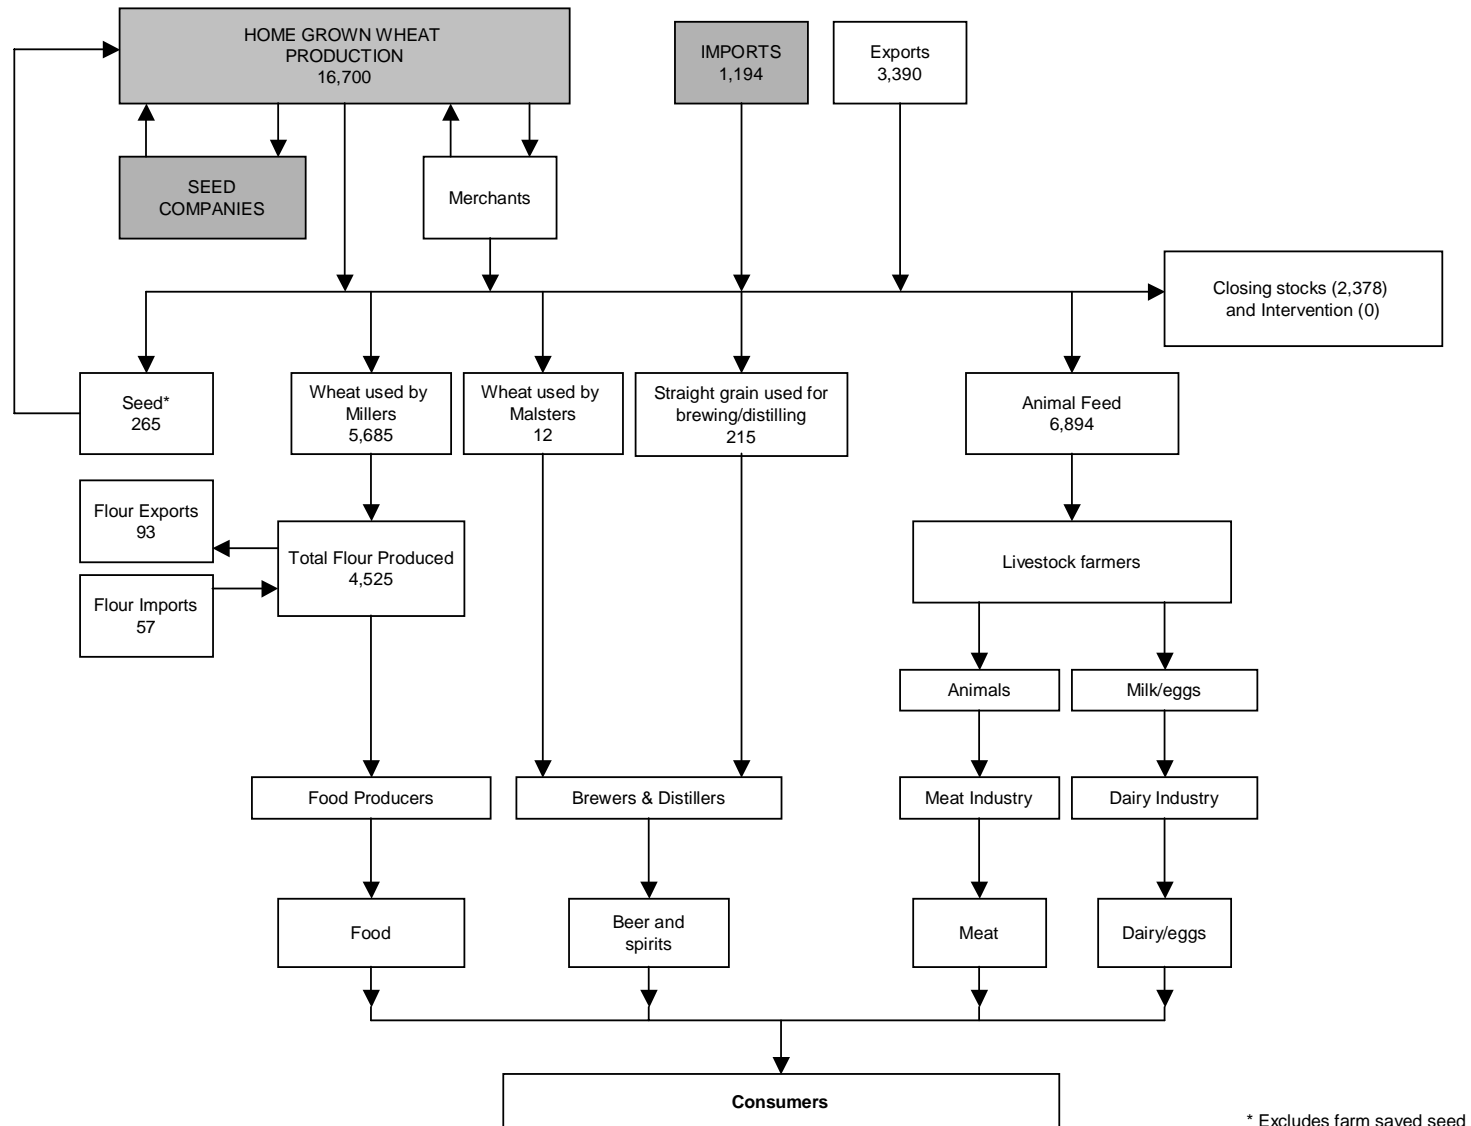 HOME GROWN WHEAT
PRODUCTION
16,700
IMPORTS
1,194
Exports
3,390
SEED
COMPANIES
Merchants
Closing stocks (2,378)
and Intervention (0)
Seed*
265
Wheat used by
Millers
5,685
Wheat used by
Malsters
12
Straight grain used for
brewing/distilling
215
Animal Feed
6,894
Flour Exports
93
Total Flour Produced
4,525
Flour Imports
57
Livestock farmers
Animals
Milk/eggs
Food Producers
Brewers & Distillers
Meat Industry
Dairy Industry
Food
Beer and
spirits
Meat
Dairy/eggs
Consumers
* Excludes farm saved seed